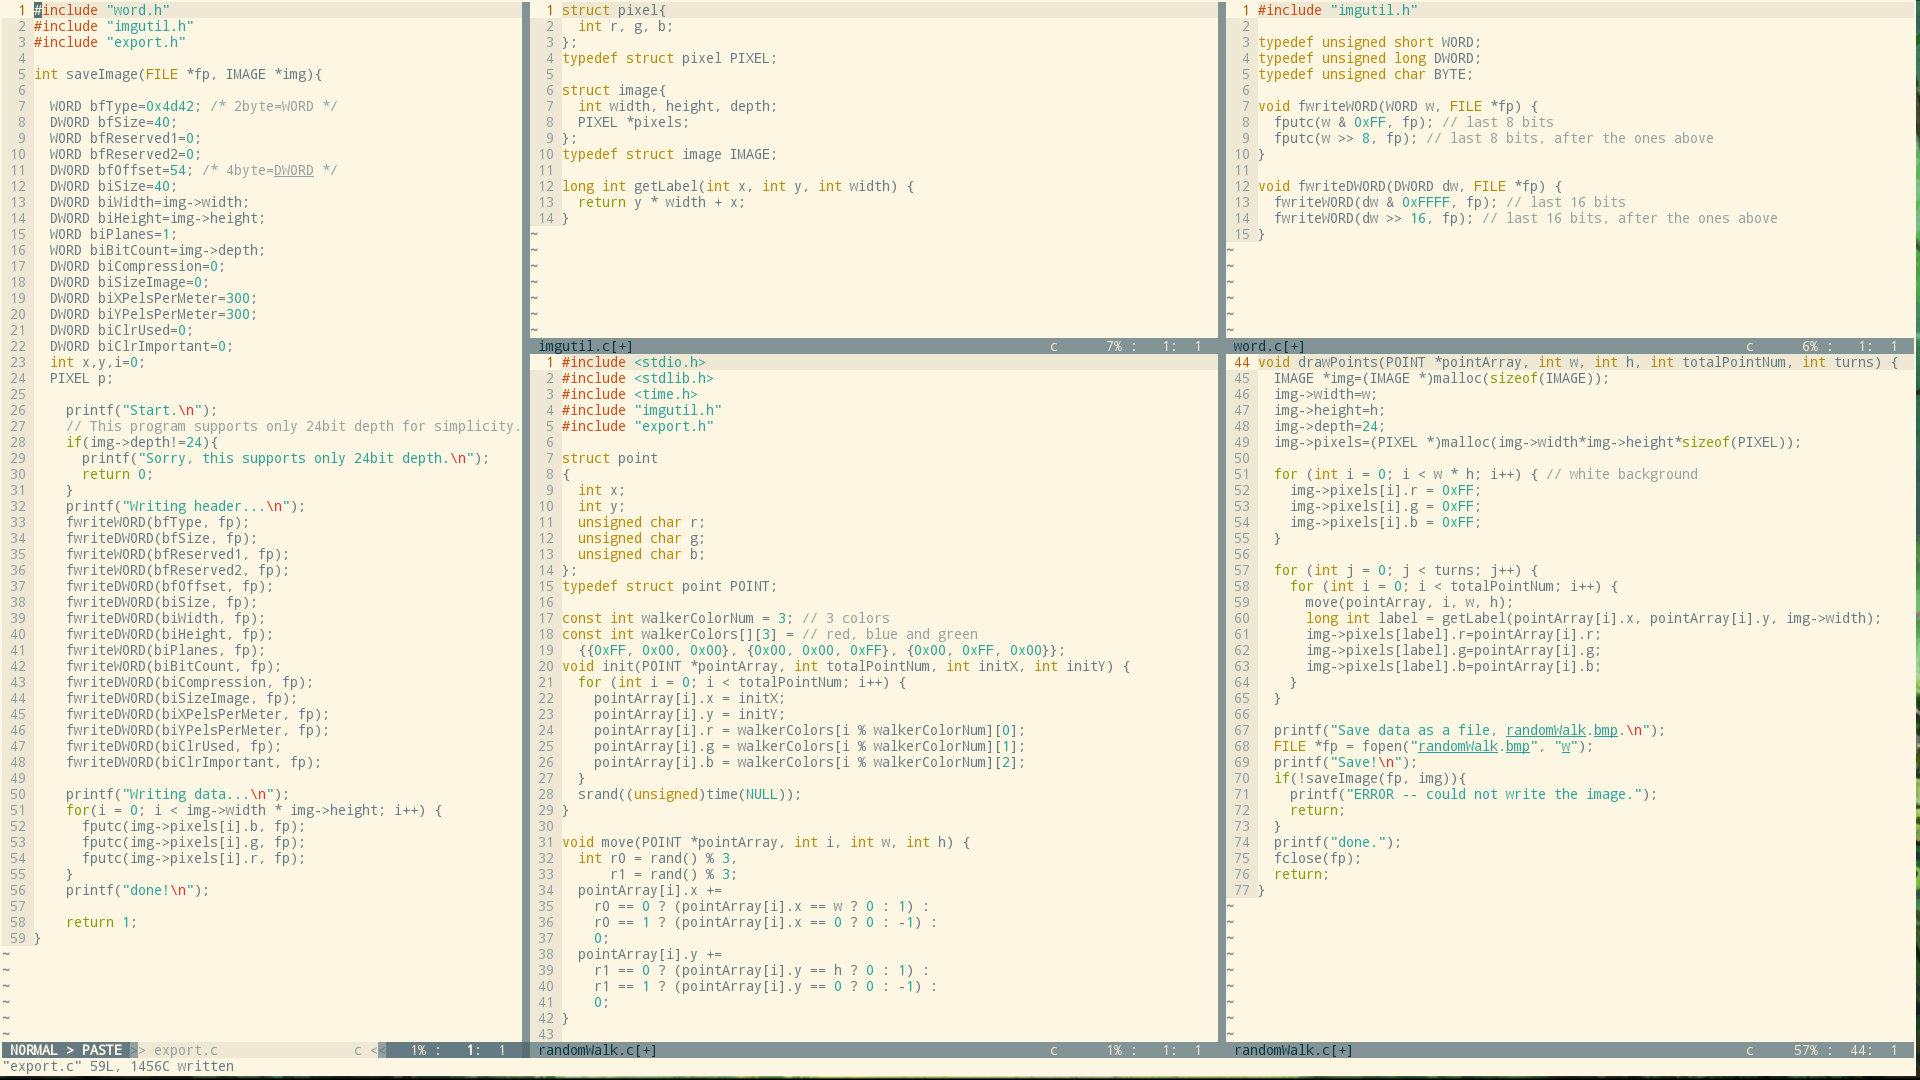 1 #include "word.h"
2 #include "imgutil.h"
3 #include "export.h"
4
5 int saveImage(FILE *fp, IMAGE *img){
6
7   WORD bfType=0x4d42; /* 2byte=WORD */
8   DWORD bfSize=40;
9   WORD bfReserved1=0;
10   WORD bfReserved2=0;
11   DWORD bfOffset=54; /* 4byte=DWORD */
12   DWORD biSize=40;
13   DWORD biWidth=img->width;
14   DWORD biHeight=img->height;
15   WORD biPlanes=1;
16   WORD biBitCount=img->depth;
17   DWORD biCompression=0;
18   DWORD biSizeImage=0;
19   DWORD biXPelsPerMeter=300;
20   DWORD biYPelsPerMeter=300;
21   DWORD biClrUsed=0;
22   DWORD biClrImportant=0;
23   int x,y,i=0;
24   PIXEL p;
25
26     printf("Start.\n");
27     // This program supports only 24bit depth for simplicity.
28     if(img->depth!=24){
29       printf("Sorry, this supports only 24bit depth.\n");
30       return 0;
31     }
32     printf("Writing header...\n");
33     fwriteWORD(bfType, fp);
34     fwriteDWORD(bfSize, fp);
35     fwriteWORD(bfReserved1, fp);
36     fwriteWORD(bfReserved2, fp);
37     fwriteDWORD(bfOffset, fp);
38     fwriteDWORD(biSize, fp);
39     fwriteDWORD(biWidth, fp);
40     fwriteDWORD(biHeight, fp);
41     fwriteWORD(biPlanes, fp);
42     fwriteWORD(biBitCount, fp);
43     fwriteDWORD(biCompression, fp);
44     fwriteDWORD(biSizeImage, fp);
45     fwriteDWORD(biXPelsPerMeter, fp);
46     fwriteDWORD(biYPelsPerMeter, fp);
47     fwriteDWORD(biClrUsed, fp);
48     fwriteDWORD(biClrImportant, fp);
49
50     printf("Writing data...\n");
51     for(i = 0; i < img->width * img->height; i++) {
52       fputc(img->pixels[i].b, fp);
53       fputc(img->pixels[i].g, fp);
54       fputc(img->pixels[i].r, fp);
55     }
56     printf("done!\n");
57
58     return 1;
59 }
~
~
~
~
~
~
NORMAL > PASTE >> export.c c << 1% : 1: 1
"export.c" 59L, 1456C written
1 struct pixel{
2   int r, g, b;
3 };
4 typedef struct pixel PIXEL;
5
6 struct image{
7   int width, height, depth;
8   PIXEL *pixels;
9 };
10 typedef struct image IMAGE;
11
12 long int getLabel(int x, int y, int width) {
13   return y * width + x;
14 }
~
~
~
~
~
~
~
imgutil.c[+] c 7% : 1: 1
1 #include <stdio.h>
2 #include <stdlib.h>
3 #include <time.h>
4 #include "imgutil.h"
5 #include "export.h"
6
7 struct point
8 {
9   int x;
10   int y;
11   unsigned char r;
12   unsigned char g;
13   unsigned char b;
14 };
15 typedef struct point POINT;
16
17 const int walkerColorNum = 3; // 3 colors
18 const int walkerColors[][3] = // red, blue and green
19   {{0xFF, 0x00, 0x00}, {0x00, 0x00, 0xFF}, {0x00, 0xFF, 0x00}};
20 void init(POINT *pointArray, int totalPointNum, int initX, int initY) {
21   for (int i = 0; i < totalPointNum; i++) {
22     pointArray[i].x = initX;
23     pointArray[i].y = initY;
24     pointArray[i].r = walkerColors[i % walkerColorNum][0];
25     pointArray[i].g = walkerColors[i % walkerColorNum][1];
26     pointArray[i].b = walkerColors[i % walkerColorNum][2];
27   }
28   srand((unsigned)time(NULL));
29 }
30
31 void move(POINT *pointArray, int i, int w, int h) {
32   int r0 = rand() % 3,
33       r1 = rand() % 3;
34   pointArray[i].x +=
35     r0 == 0 ? (pointArray[i].x == w ? 0 : 1) :
36     r0 == 1 ? (pointArray[i].x == 0 ? 0 : -1) :
37     0;
38   pointArray[i].y +=
39     r1 == 0 ? (pointArray[i].y == h ? 0 : 1) :
40     r1 == 1 ? (pointArray[i].y == 0 ? 0 : -1) :
41     0;
42 }
43
randomWalk.c[+] c 1% : 1: 1
1 #include "imgutil.h"
2
3 typedef unsigned short WORD;
4 typedef unsigned long DWORD;
5 typedef unsigned char BYTE;
6
7 void fwriteWORD(WORD w, FILE *fp) {
8   fputc(w & 0xFF, fp); // last 8 bits
9   fputc(w >> 8, fp); // last 8 bits, after the ones above
10 }
11
12 void fwriteDWORD(DWORD dw, FILE *fp) {
13   fwriteWORD(dw & 0xFFFF, fp); // last 16 bits
14   fwriteWORD(dw >> 16, fp); // last 16 bits, after the ones above
15 }
~
~
~
~
~
~
word.c[+] c 6% : 1: 1
44 void drawPoints(POINT *pointArray, int w, int h, int totalPointNum, int turns) {
45   IMAGE *img=(IMAGE *)malloc(sizeof(IMAGE));
46   img->width=w;
47   img->height=h;
48   img->depth=24;
49   img->pixels=(PIXEL *)malloc(img->width*img->height*sizeof(PIXEL));
50
51   for (int i = 0; i < w * h; i++) { // white background
52     img->pixels[i].r = 0xFF;
53     img->pixels[i].g = 0xFF;
54     img->pixels[i].b = 0xFF;
55   }
56
57   for (int j = 0; j < turns; j++) {
58     for (int i = 0; i < totalPointNum; i++) {
59       move(pointArray, i, w, h);
60       long int label = getLabel(pointArray[i].x, pointArray[i].y, img->width);
61       img->pixels[label].r=pointArray[i].r;
62       img->pixels[label].g=pointArray[i].g;
63       img->pixels[label].b=pointArray[i].b;
64     }
65   }
66
67   printf("Save data as a file, randomWalk.bmp.\n");
68   FILE *fp = fopen("randomWalk.bmp", "w");
69   printf("Save!\n");
70   if(!saveImage(fp, img)){
71     printf("ERROR -- could not write the image.");
72     return;
73   }
74   printf("done.");
75   fclose(fp);
76   return;
77 }
~
~
~
~
~
~
~
~
~
randomWalk.c[+] c 57% : 44: 1